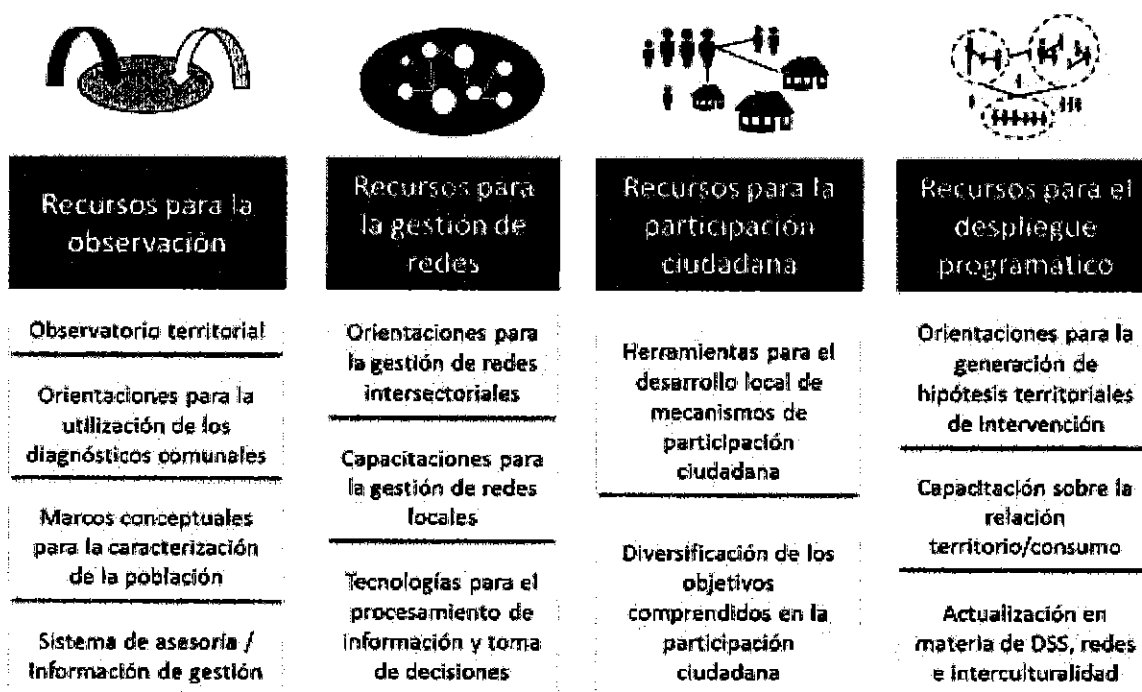 Recursos para la
observación
Observatorio territorial
Orientaciones para la
utilización de los
diagnósticos comunales
Marcos conceptuales
para la caracterización
de la población
Sistema de asesoría /
Información de gestión
Recursos para
la gestión de
redes
Orientaciones para
la gestión de redes
intersectoriales
Capacitaciones para
la gestión de redes
locales
Tecnologías para el
procesamiento de
información y toma
de decisiones
Recursos para la
participación
ciudadana
Herramientas para el
desarrollo local de
mecanismos de
participación
ciudadana
Diversificación de los
objetivos
comprendidos en la
participación
ciudadana
Recursos para el
despliegue
programático
Orientaciones para la
generación de
hipótesis territoriales
de Intervención
Capacitación sobre la
relación
territorio/consumo
Actualización en
materia de DSS, redes
e Interculturalidad